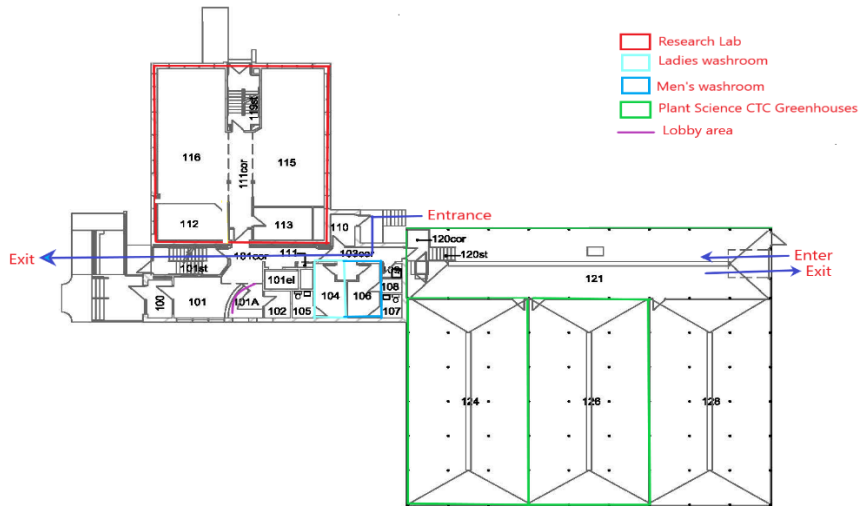 Research Lab
Ladies washroom
Men's washroom
Plant Science CTC Greenhouses
Lobby area
119st
116
111cor
115
112
113
110
Entrance
120cor
Exit
101st
101cor
111
103cor
120st
Enter
Exit
121
109
101el
108
100
101
101A
102
105
104
106
107
124
126
128